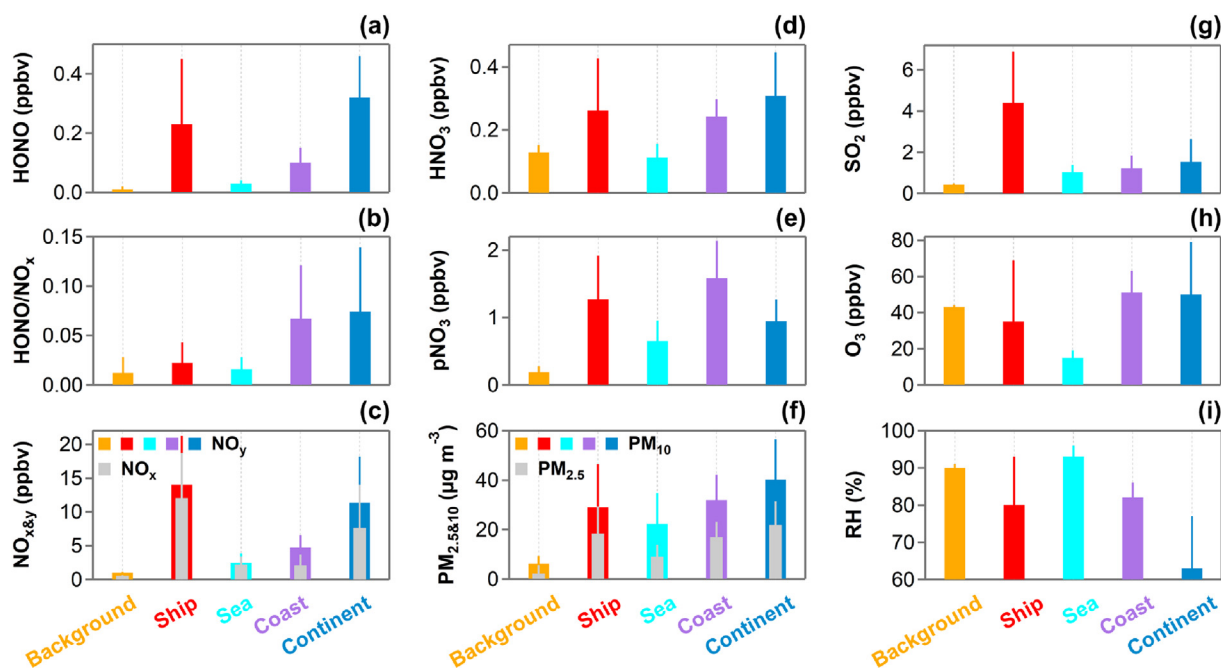 (a)
HONO (ppbv)
0.4
0.2
0.0
(b)
HONO/NOx
0.15
0.10
0.05
0.00
(c)
NOx&y (ppbv)
20
15
10
5
0
NOy
NOx
Background
Ship
Sea
Coast
Continent
(d)
HNO3 (ppbv)
0.4
0.2
0.0
(e)
pNO3 (ppbv)
2
1
0
(f)
PM2.5&10 (µg m⁻³)
60
40
20
0
PM10
PM2.5
Background
Ship
Sea
Coast
Continent
(g)
SO2 (ppbv)
6
4
2
0
(h)
O3 (ppbv)
80
60
40
20
0
(i)
RH (%)
100
90
80
70
60
Background
Ship
Sea
Coast
Continent